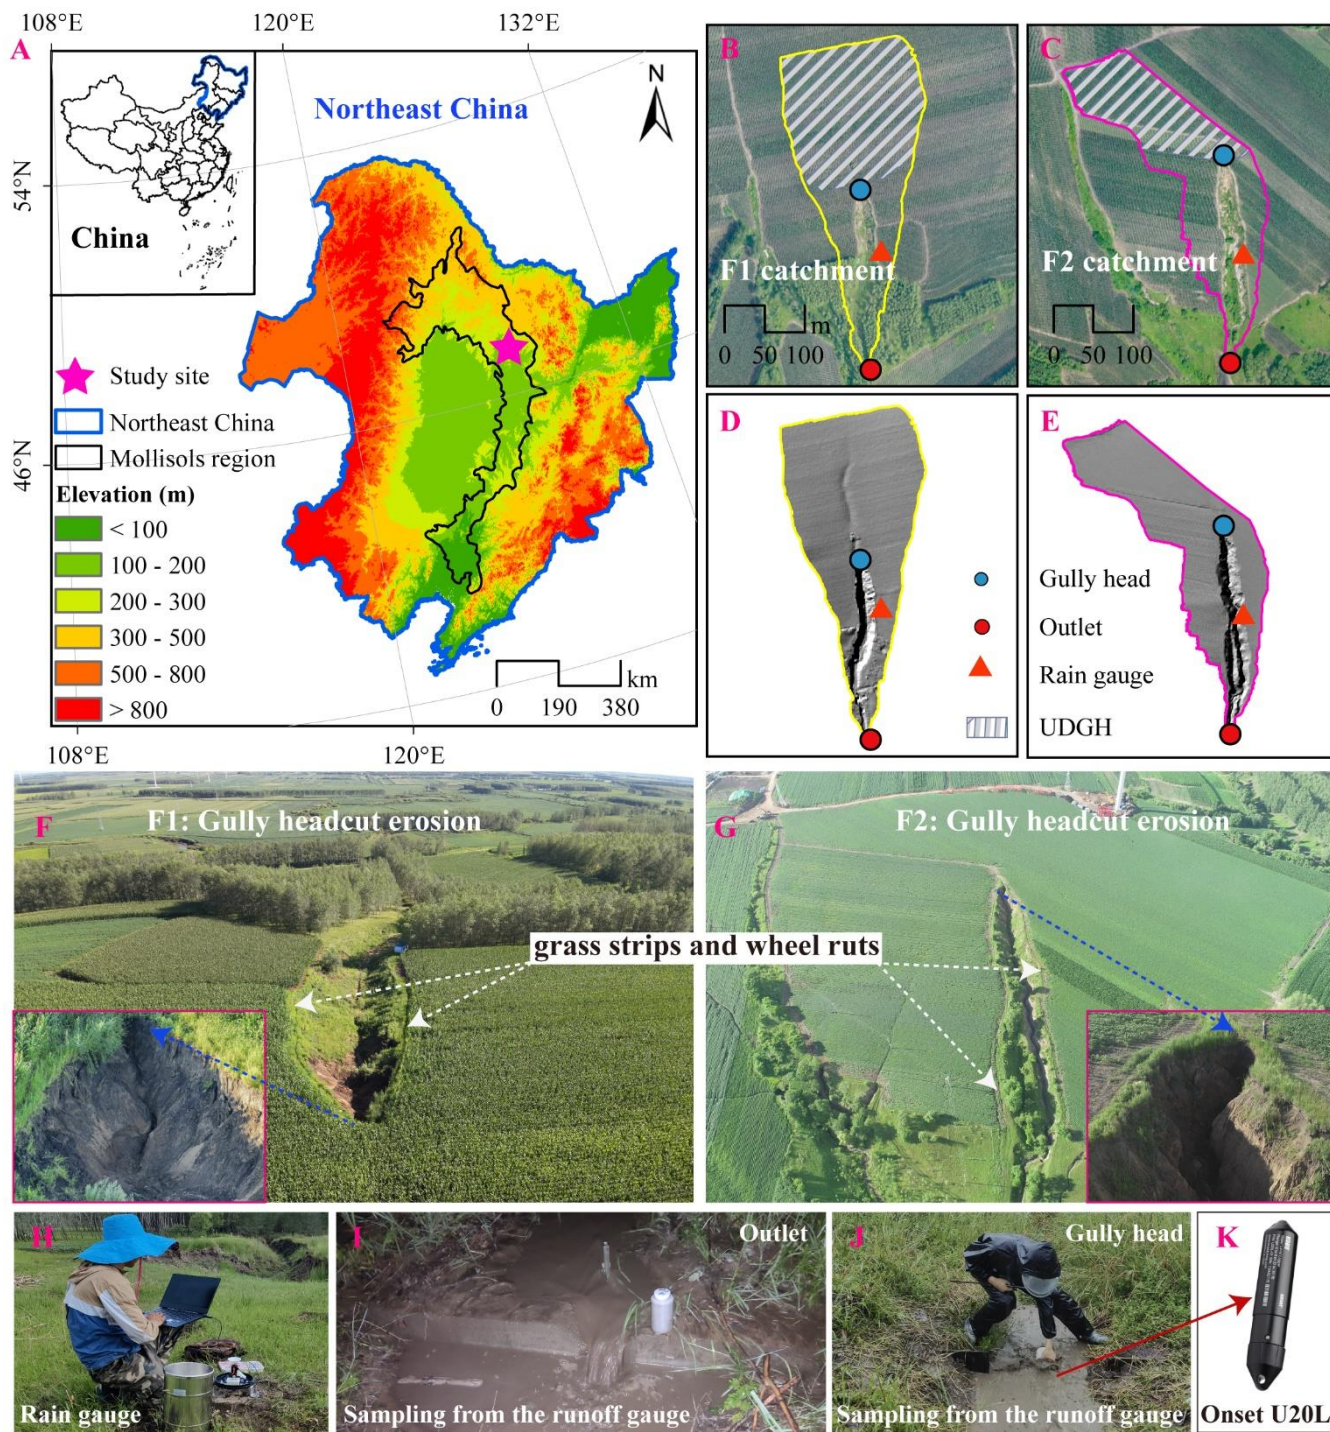 A
108°E
120°E
132°E
N
Northeast China
54°N
China
Study site
Northeast China
Mollisols region
46°N
Elevation (m)
< 100
100 - 200
200 - 300
300 - 500
500 - 800
> 800
km
0 190 380
108°E
120°E
B
F1 catchment
m
0 50 100
C
F2 catchment
m
0 50 100
D
Gully head
Outlet
Rain gauge
UDGH
E
F
F1: Gully headcut erosion
G
F2: Gully headcut erosion
grass strips and wheel ruts
H
Rain gauge
I
Outlet
Sampling from the runoff gauge
J
Gully head
Sampling from the runoff gauge
K
Onset U20L